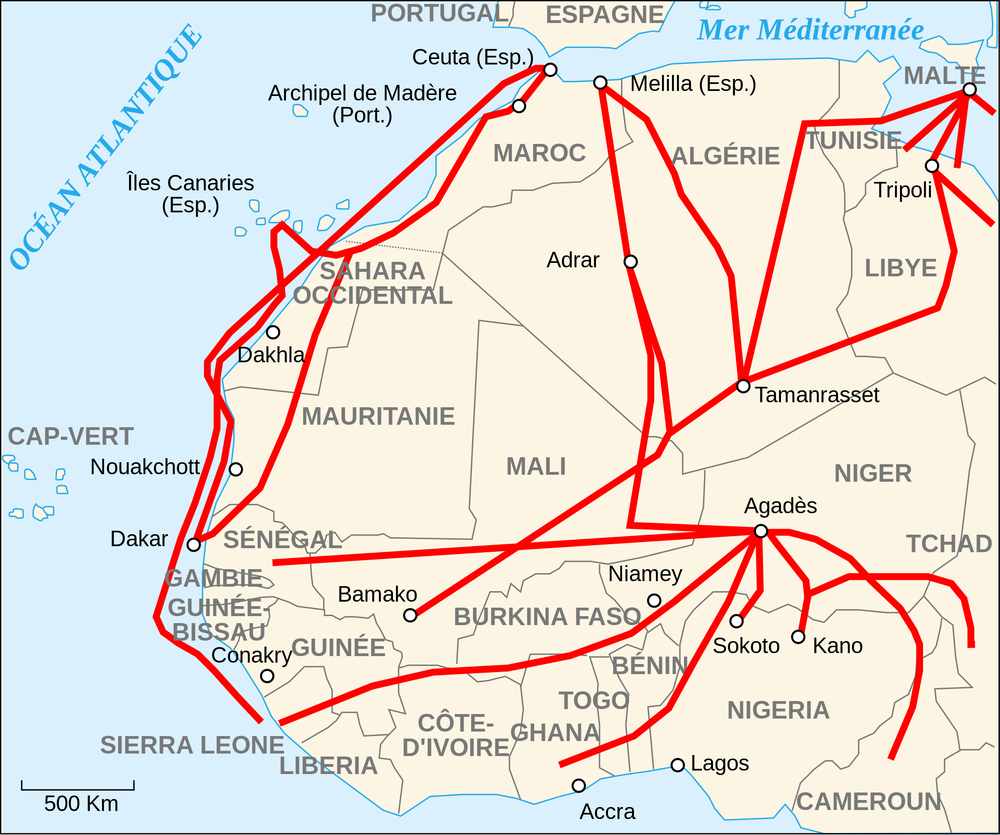 PORTUGAL
ESPAGNE
Mer Méditerranée
OCÉAN ATLANTIQUE
Ceuta (Esp.)
Melilla (Esp.)
MALTE
Archipel de Madère
(Port.)
MAROC
ALGÉRIE
TUNISIE
Îles Canaries
(Esp.)
Tripoli
Adrar
LIBYE
SAHARA
OCCIDENTAL
Dakhla
Tamanrasset
MAURITANIE
CAP-VERT
Nouakchott
MALI
NIGER
Agadès
Dakar
SÉNÉGAL
TCHAD
GAMBIE
Niamey
Bamako
GUINÉE-
BISSAU
BURKINA FASO
Conakry
GUINÉE
Sokoto
Kano
BÉNIN
TOGO
NIGERIA
CÔTE-
D'IVOIRE
GHANA
SIERRA LEONE
LIBERIA
Lagos
500 Km
CAMEROUN
Accra